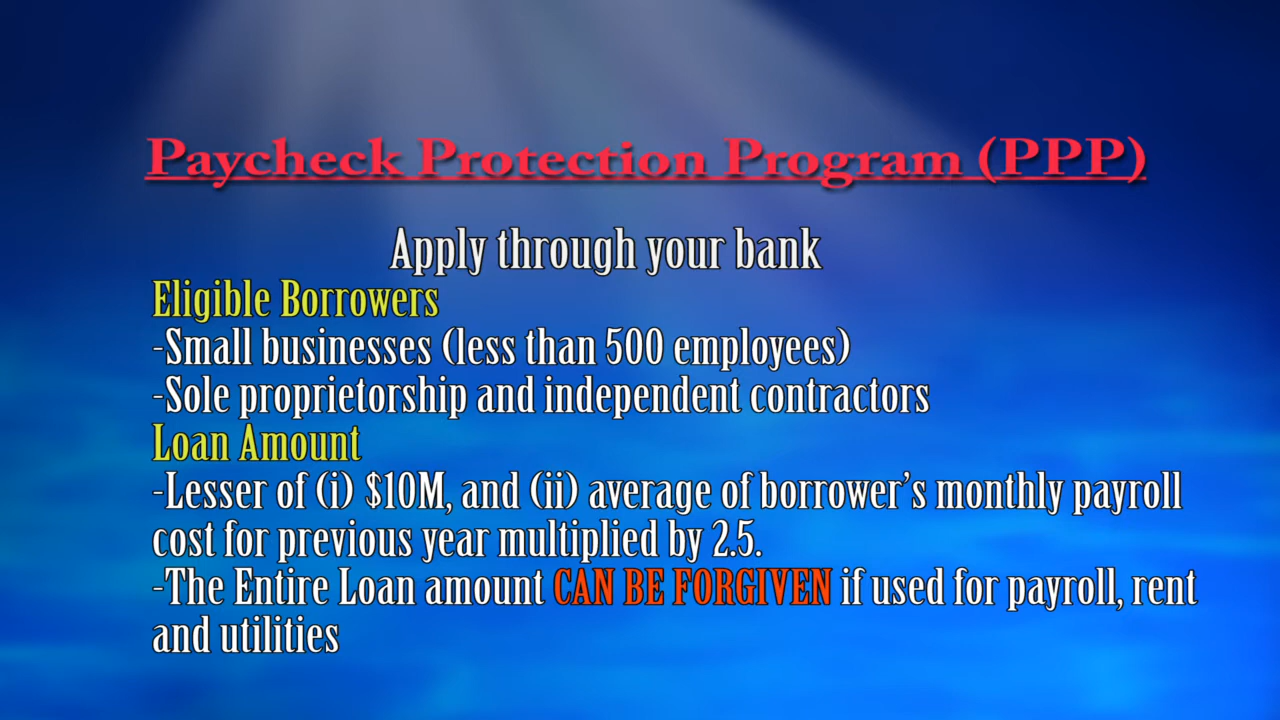 Paycheck Protection Program (PPP)
Apply through your bank
Eligible Borrowers
-Small businesses (less than 500 employees)
-Sole proprietorship and independent contractors
Loan Amount
-Lesser of (i) $10M, and (ii) average of borrower’s monthly payroll
cost for previous year multiplied by 2.5.
-The Entire Loan amount CAN BE FORGIVEN if used for payroll, rent
and utilities